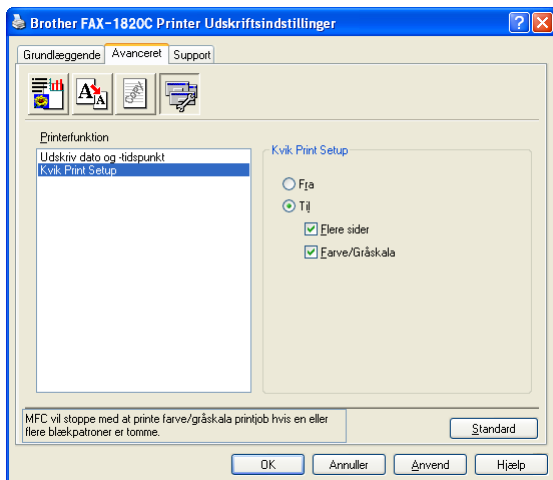 Brother FAX-1820C Printer Udskriftsindstillinger
Grundlæggende
Avanceret
Support
Printerfunktion
Udskriv dato og -tidspunkt
Kvik Print Setup
Kvik Print Setup
Fra
Til
Flere sider
Farve/Gråskala
MFC vil stoppe med at printe farve/gråskala printjob hvis en eller
flere blækpatroner er tomme.
Standard
OK
Annuller
Anvend
Hjælp